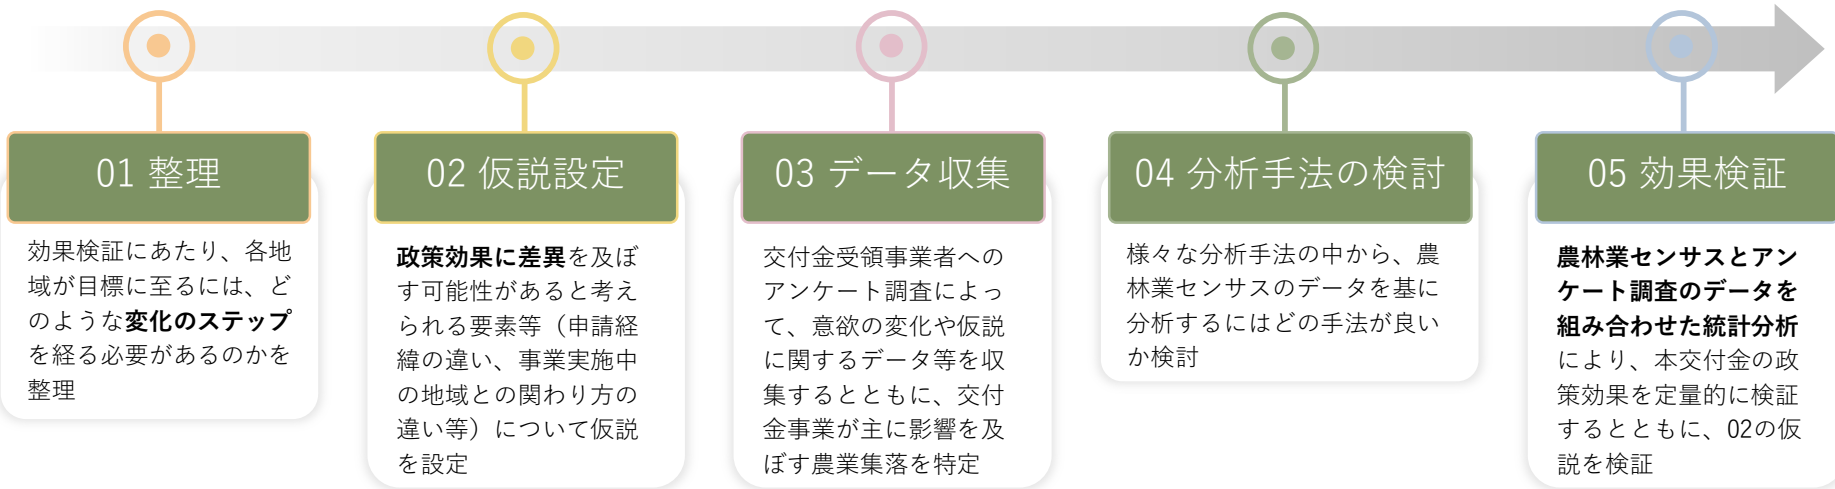 01 整理
効果検証にあたり、各地
域が目標に至るには、ど
のような変化のステップ
を経る必要があるのかを
整理
02 仮説設定
政策効果に差異を及ぼ
す可能性があると考え
られる要素等（申請経
緯の違い、事業実施中
の地域との関わり方の
違い等）について仮説
を設定
03 データ収集
交付金受領事業者への
アンケート調査によっ
て、意欲の変化や仮説
に関するデータ等を収
集するとともに、交付
金事業が主に影響を及
ぼす農業集落を特定
04 分析手法の検討
様々な分析手法の中から、農
林業センサスのデータを基に
分析するにはどの手法が良い
か検討
05 効果検証
農林業センサスとアン
ケート調査のデータを
組み合わせた統計分析
により、本交付金の政
策効果を定量的に検証
するとともに、02の仮
説を検証